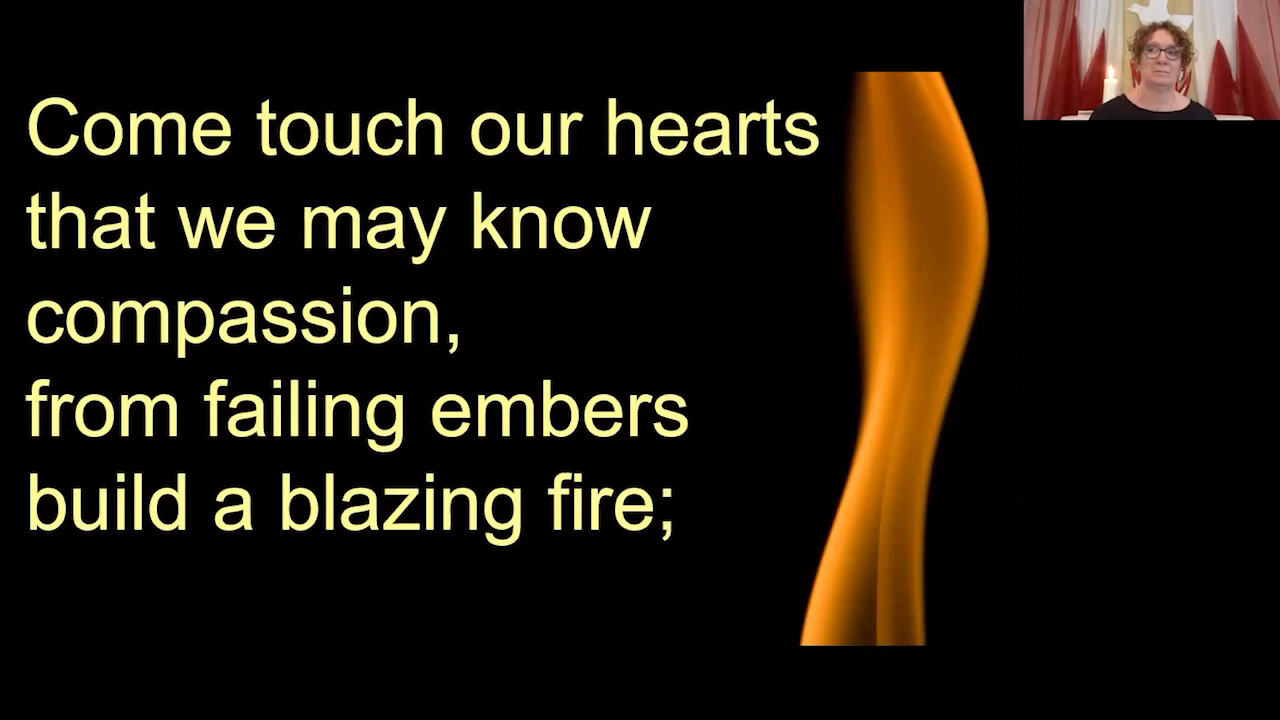 Come touch our hearts
that we may know
compassion,
from failing embers
build a blazing fire;